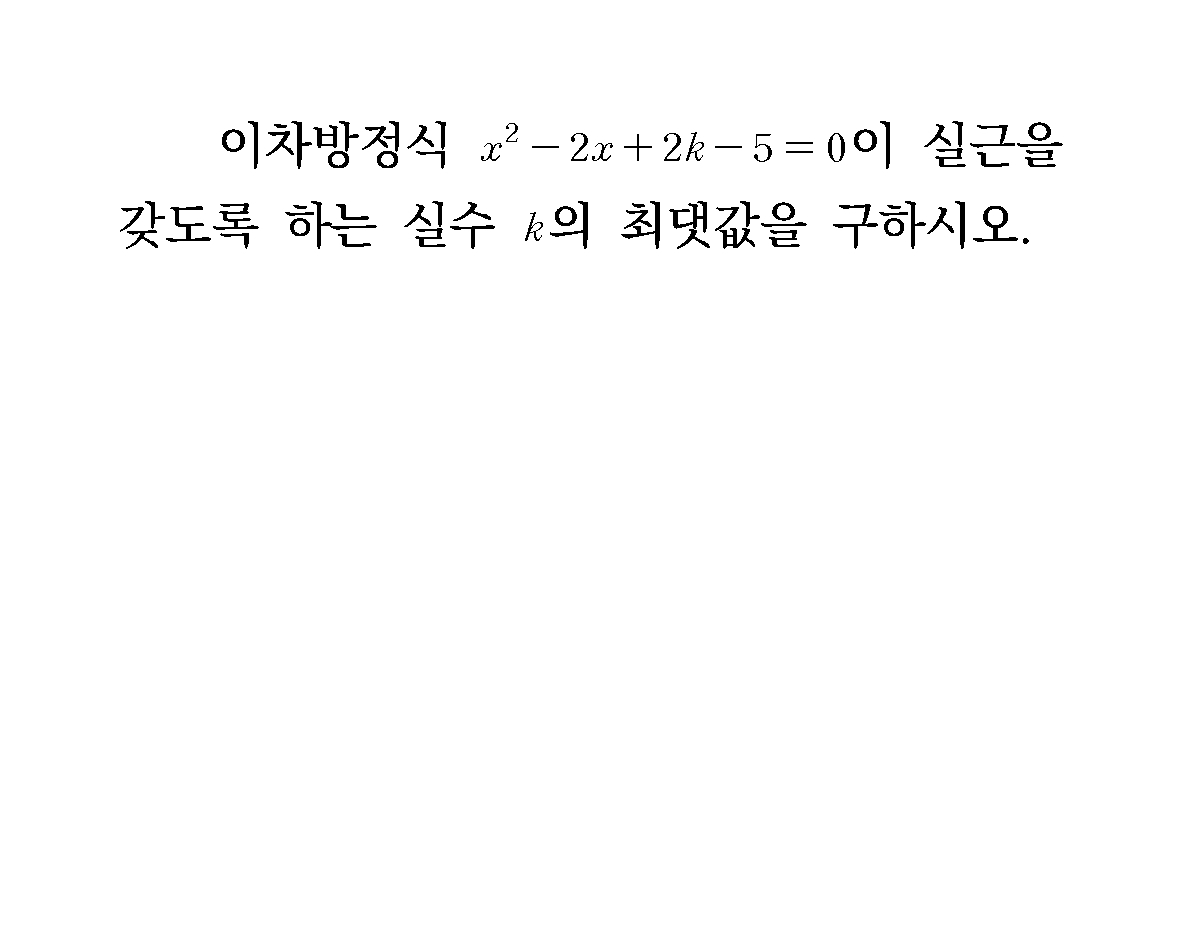 이차방정식 $x^2-2x+2k-5=0$이 실근을
갖도록 하는 실수 $k$의 최댓값을 구하시오.